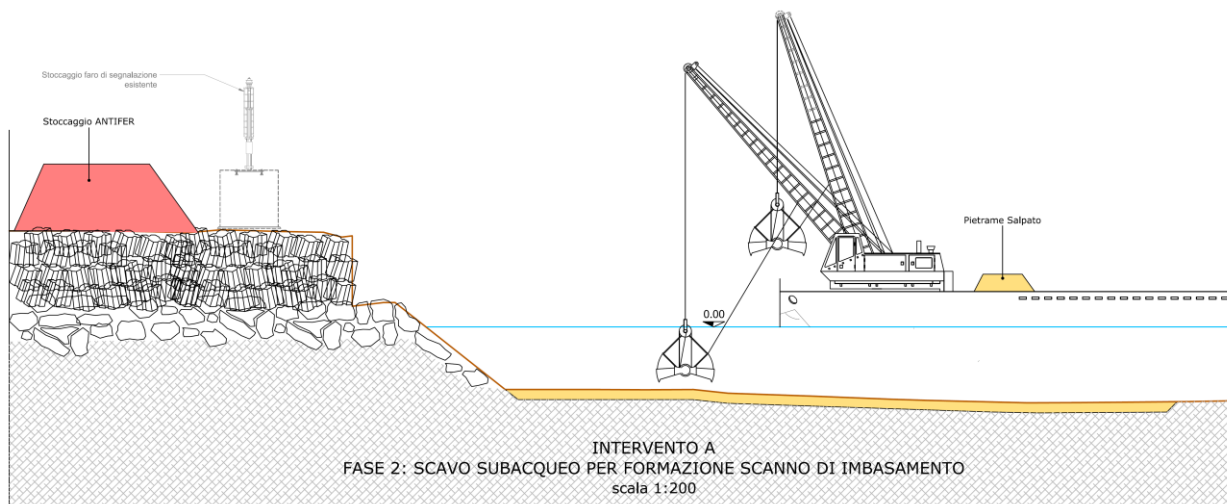 Stoccaggio faro di segnalazione
esistente
Stoccaggio ANTIFER
Pietrame Salpato
0.00
INTERVENTO A
FASE 2: SCAVO SUBACQUEO PER FORMAZIONE SCANNO DI IMBASAMENTO
scala 1:200